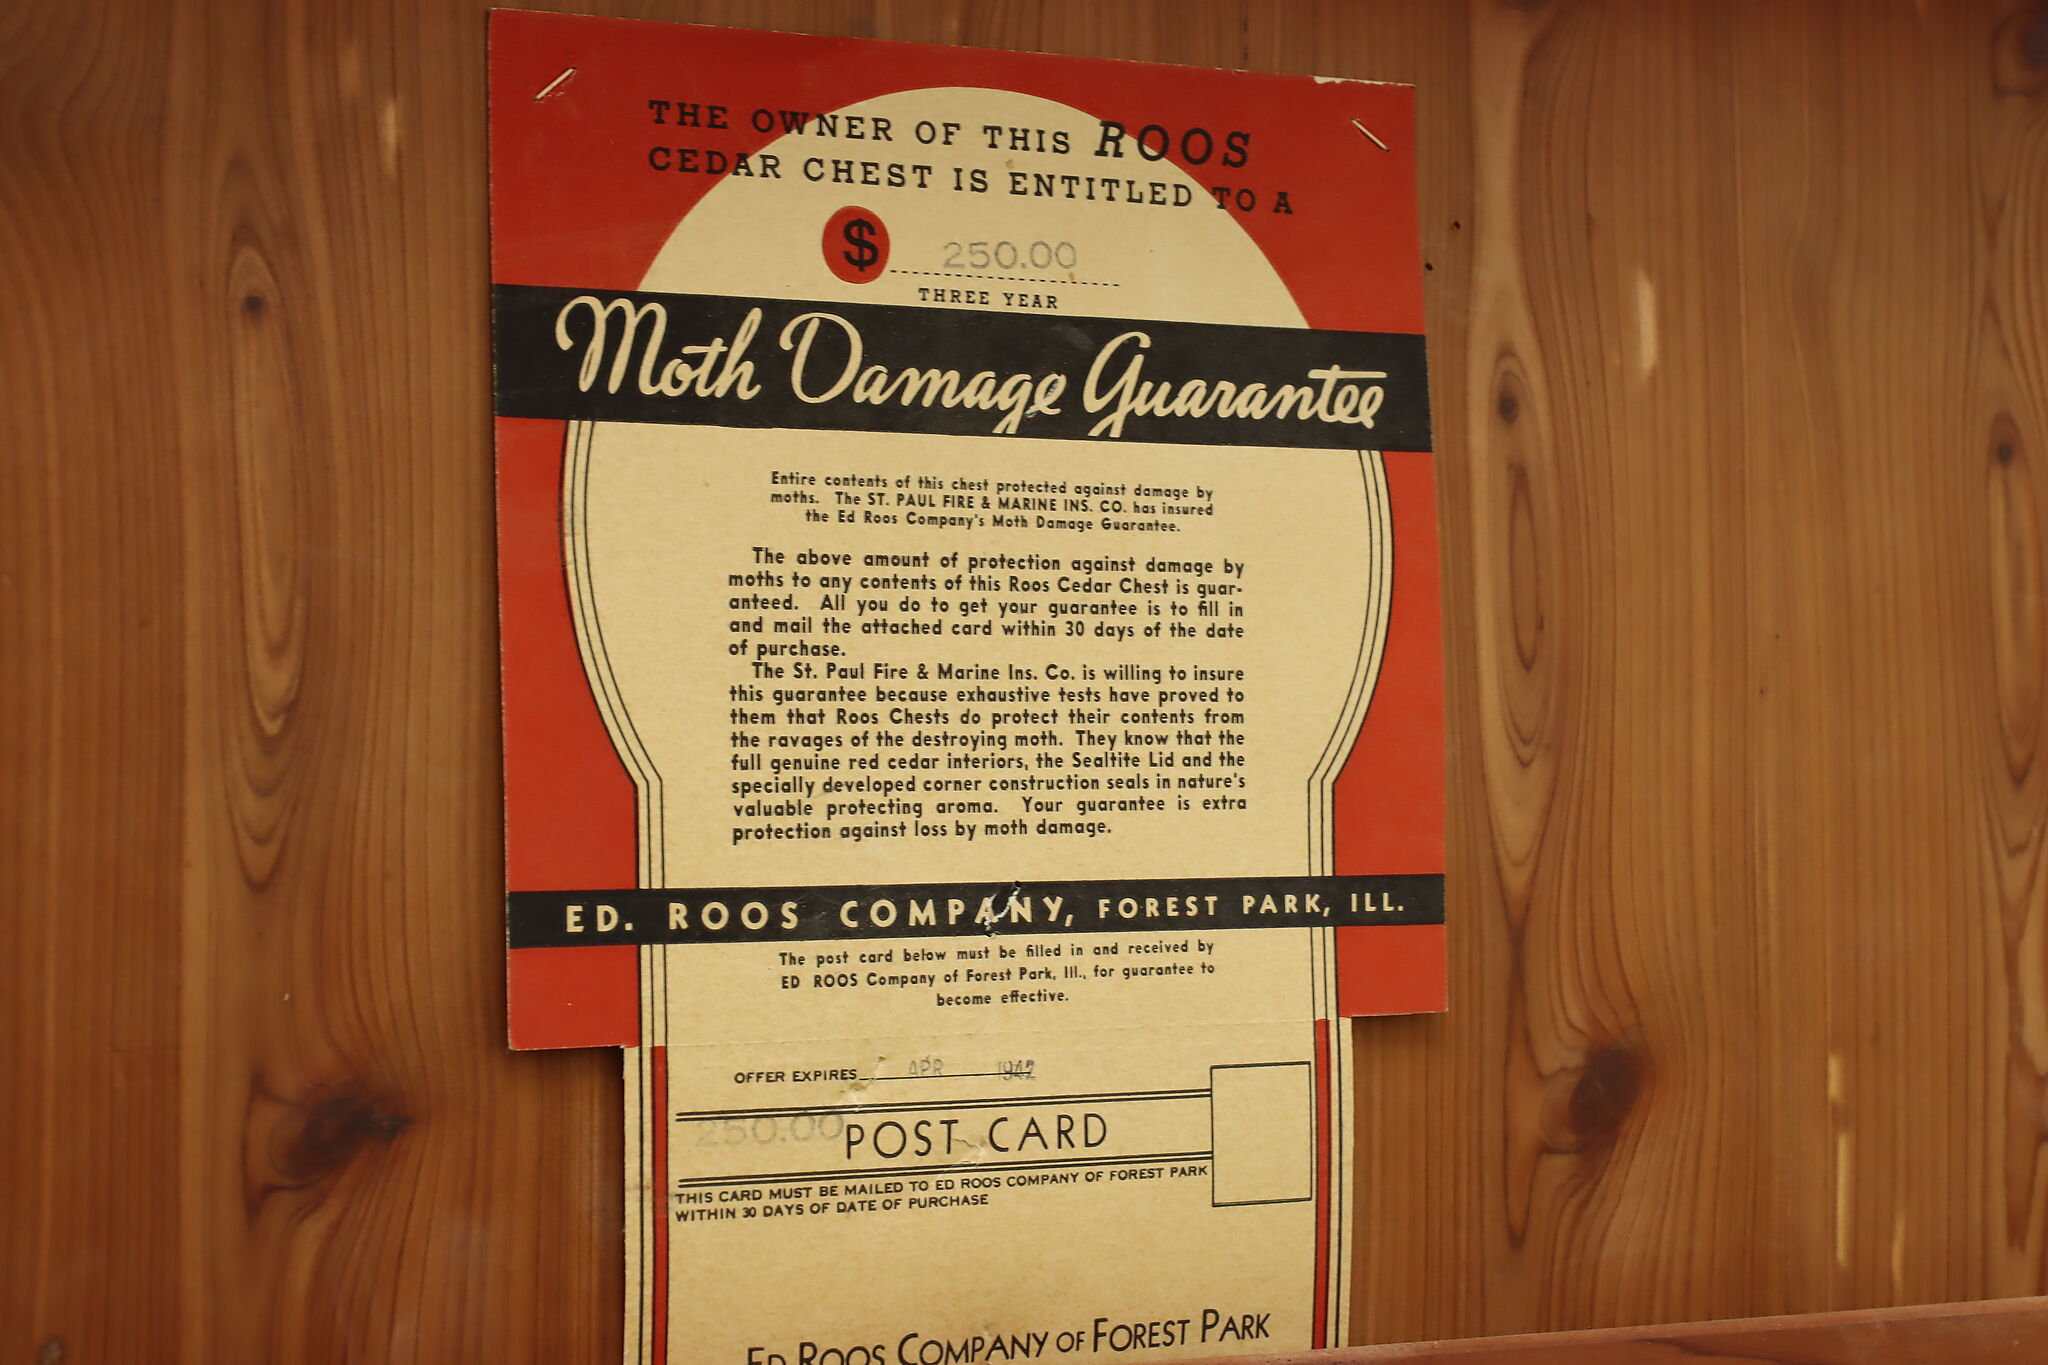 THE OWNER OF THIS ROOS
CEDAR CHEST IS ENTITLED TO A
$ 250.00
THREE YEAR
Moth Damage Guarantee
Entire contents of this chest protected against damage by
moths. The ST. PAUL FIRE & MARINE INS. CO. has insured
the Ed Roos Company's Moth Damage Guarantee.
The above amount of protection against damage by
moths to any contents of this Roos Cedar Chest is guar-
anteed. All you do to get your guarantee is to fill in
and mail the attached card within 30 days of the date
of purchase.
The St. Paul Fire & Marine Ins. Co. is willing to insure
this guarantee because exhaustive tests have proved to
them that Roos Chests do protect their contents from
the ravages of the destroying moth. They know that the
full genuine red cedar interiors, the Sealtite Lid and the
specially developed corner construction seals in nature's
valuable protecting aroma. Your guarantee is extra
protection against loss by moth damage.
ED. ROOS COMPANY, FOREST PARK, ILL.
The post card below must be filled in and received by
ED ROOS Company of Forest Park, Ill., for guarantee to
become effective.
OFFER EXPIRES APR 1942
250.00 POST CARD
THIS CARD MUST BE MAILED TO ED ROOS COMPANY OF FOREST PARK
WITHIN 30 DAYS OF DATE OF PURCHASE
ED ROOS COMPANY OF FOREST PARK